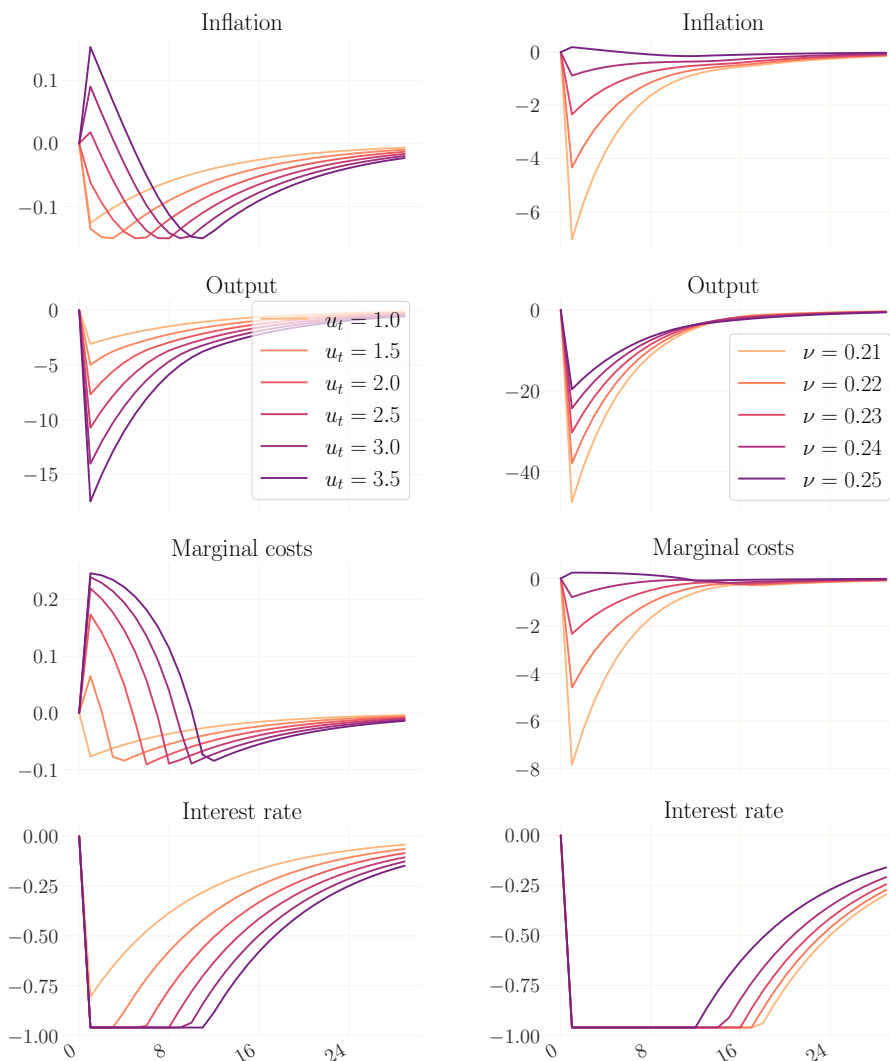 Inflation
0.1
0.0
−0.1
Output
0
−5
−10
−15
u_t = 1.0
u_t = 1.5
u_t = 2.0
u_t = 2.5
u_t = 3.0
u_t = 3.5
Marginal costs
0.2
0.1
0.0
−0.1
Interest rate
0.00
−0.25
−0.50
−0.75
−1.00
0
8
16
24
Inflation
0
−2
−4
−6
Output
0
−20
−40
ν = 0.21
ν = 0.22
ν = 0.23
ν = 0.24
ν = 0.25
Marginal costs
0
−2
−4
−6
−8
Interest rate
0.00
−0.25
−0.50
−0.75
−1.00
0
8
16
24